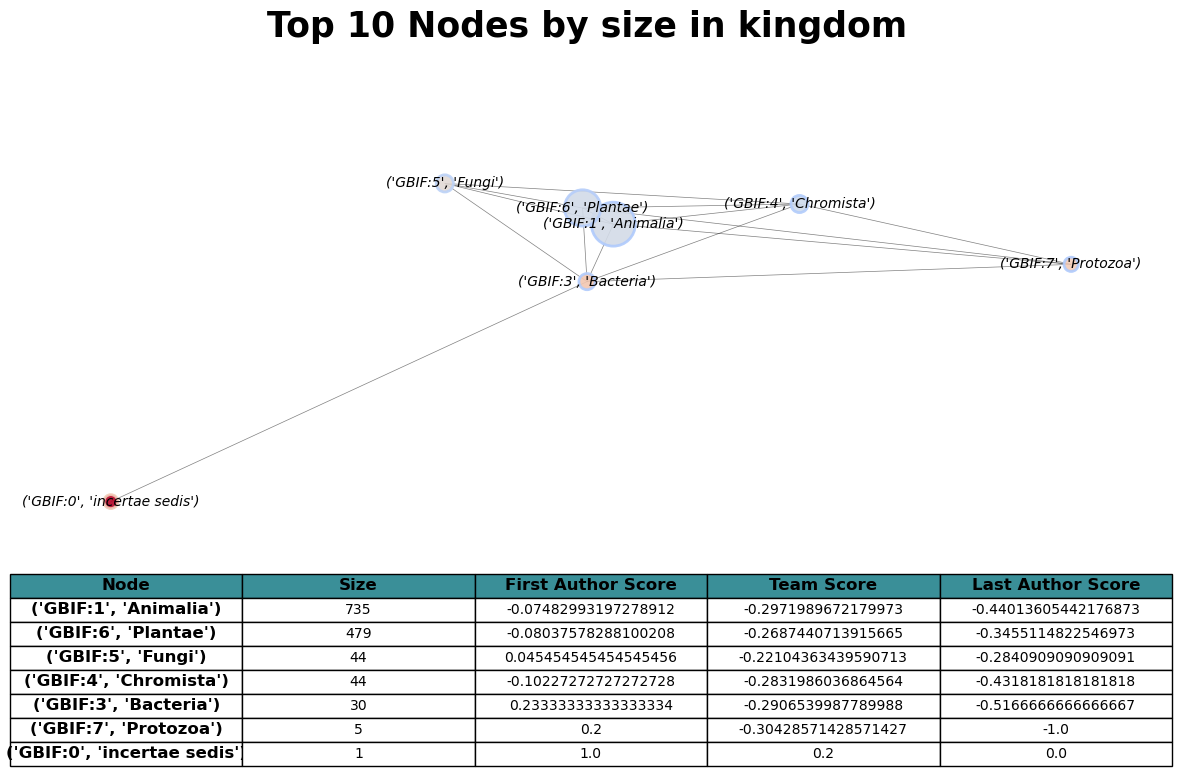 Top 10 Nodes by size in kingdom
('GBIF:5', 'Fungi')
('GBIF:6', 'Plantae')
('GBIF:4', 'Chromista')
('GBIF:1', 'Animalia')
('GBIF:7', 'Protozoa')
('GBIF:3', 'Bacteria')
('GBIF:0', 'incertae sedis')
Node Size First Author Score Team Score Last Author Score
('GBIF:1', 'Animalia') 735 -0.07482993197278912 -0.2971989672179973 -0.44013605442176873
('GBIF:6', 'Plantae') 479 -0.08037578288100208 -0.2687440713915665 -0.3455114822546973
('GBIF:5', 'Fungi') 44 0.045454545454545456 -0.22104363439590713 -0.2840909090909091
('GBIF:4', 'Chromista') 44 -0.10227272727272728 -0.2831986036864564 -0.4318181818181818
('GBIF:3', 'Bacteria') 30 0.23333333333333334 -0.2906539987789988 -0.5166666666666667
('GBIF:7', 'Protozoa') 5 0.2 -0.30428571428571427 -1.0
('GBIF:0', 'incertae sedis') 1 1.0 0.2 0.0